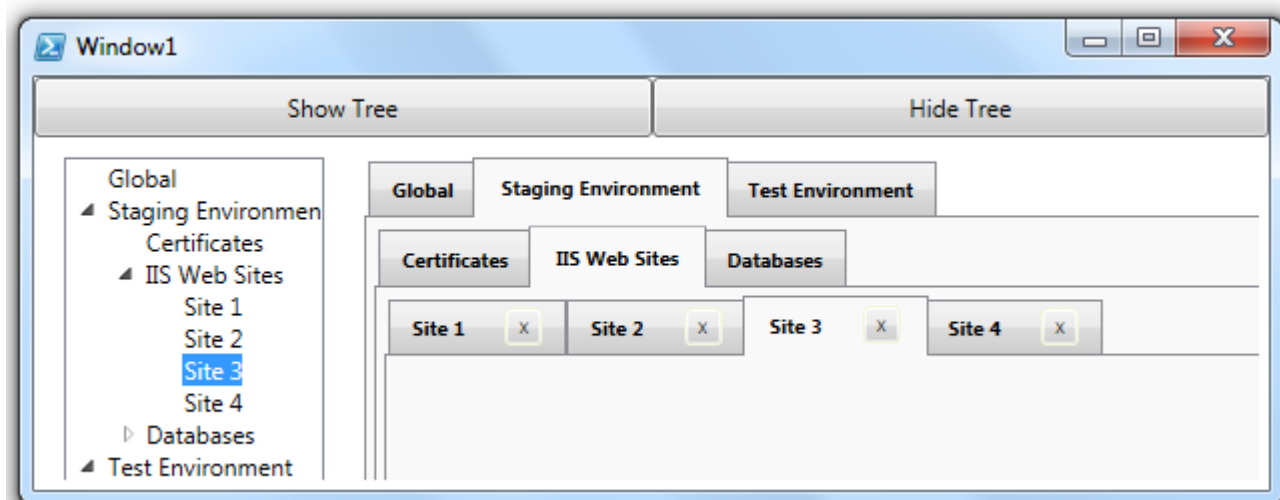 Window1
Show Tree Hide Tree
Global
Staging Environmen
Certificates
IIS Web Sites
Site 1
Site 2
Site 3
Site 4
Databases
Test Environment
Global Staging Environment Test Environment
Certificates IIS Web Sites Databases
Site 1 x Site 2 x Site 3 x Site 4 x